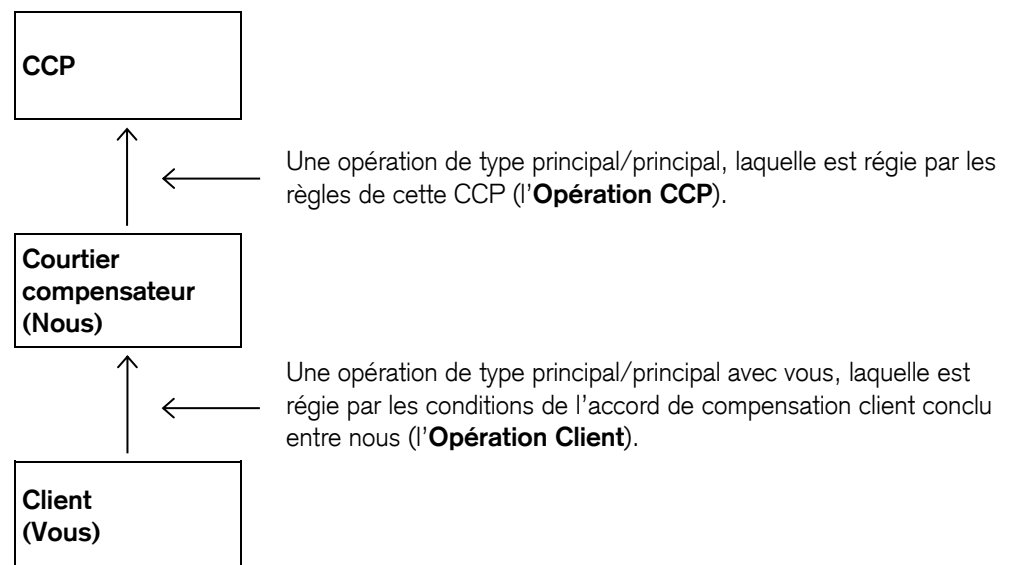 CCP
Une opération de type principal/principal, laquelle est régie par les
règles de cette CCP (l’Opération CCP).
Courtier
compensateur
(Nous)
Une opération de type principal/principal avec vous, laquelle est
régie par les conditions de l’accord de compensation client conclu
entre nous (l’Opération Client).
Client
(Vous)